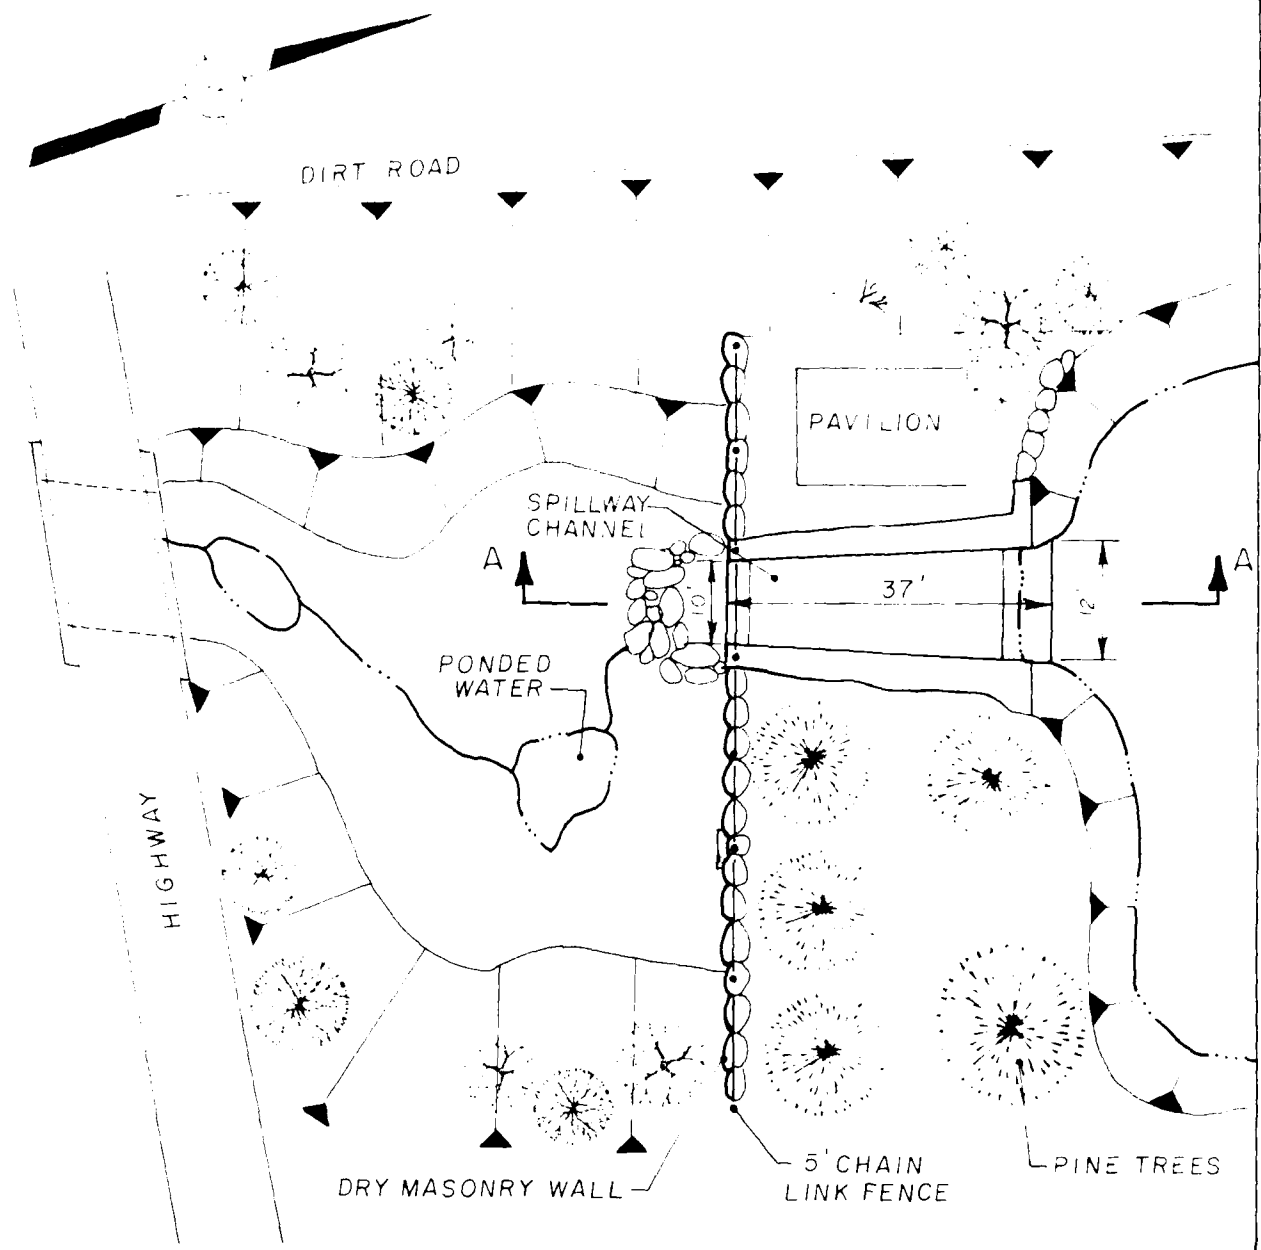 DIRT ROAD
PAVILION
SPILLWAY
CHANNEL
A
A
37'
10'
12'
PONDED
WATER
HIGHWAY
5' CHAIN
LINK FENCE
PINE TREES
DRY MASONRY WALL